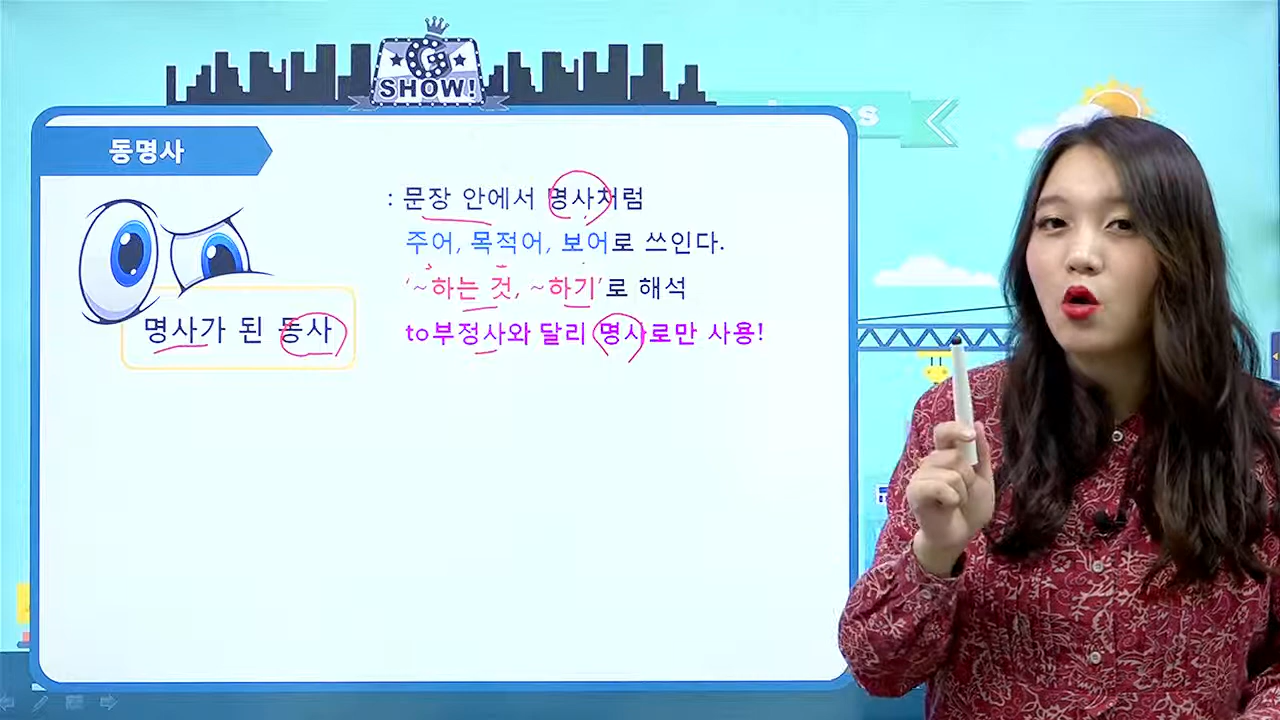 G
SHOW!
동명사
: 문장 안에서 명사처럼
주어, 목적어, 보어로 쓰인다.
‘~하는 것, ~하기’로 해석
to부정사와 달리 명사로만 사용!
명사가 된 동사